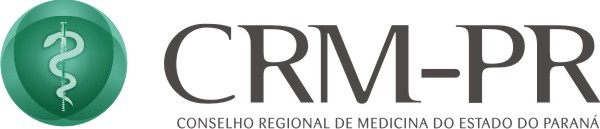 CRM-PR
CONSELHO REGIONAL DE MEDICINA DO ESTADO DO PARANÁ